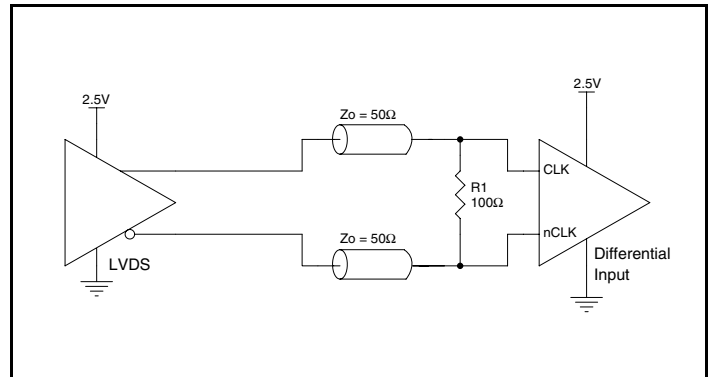 2.5V
LVDS
Zo = 50Ω
Zo = 50Ω
R1
100Ω
2.5V
CLK
nCLK
Differential
Input